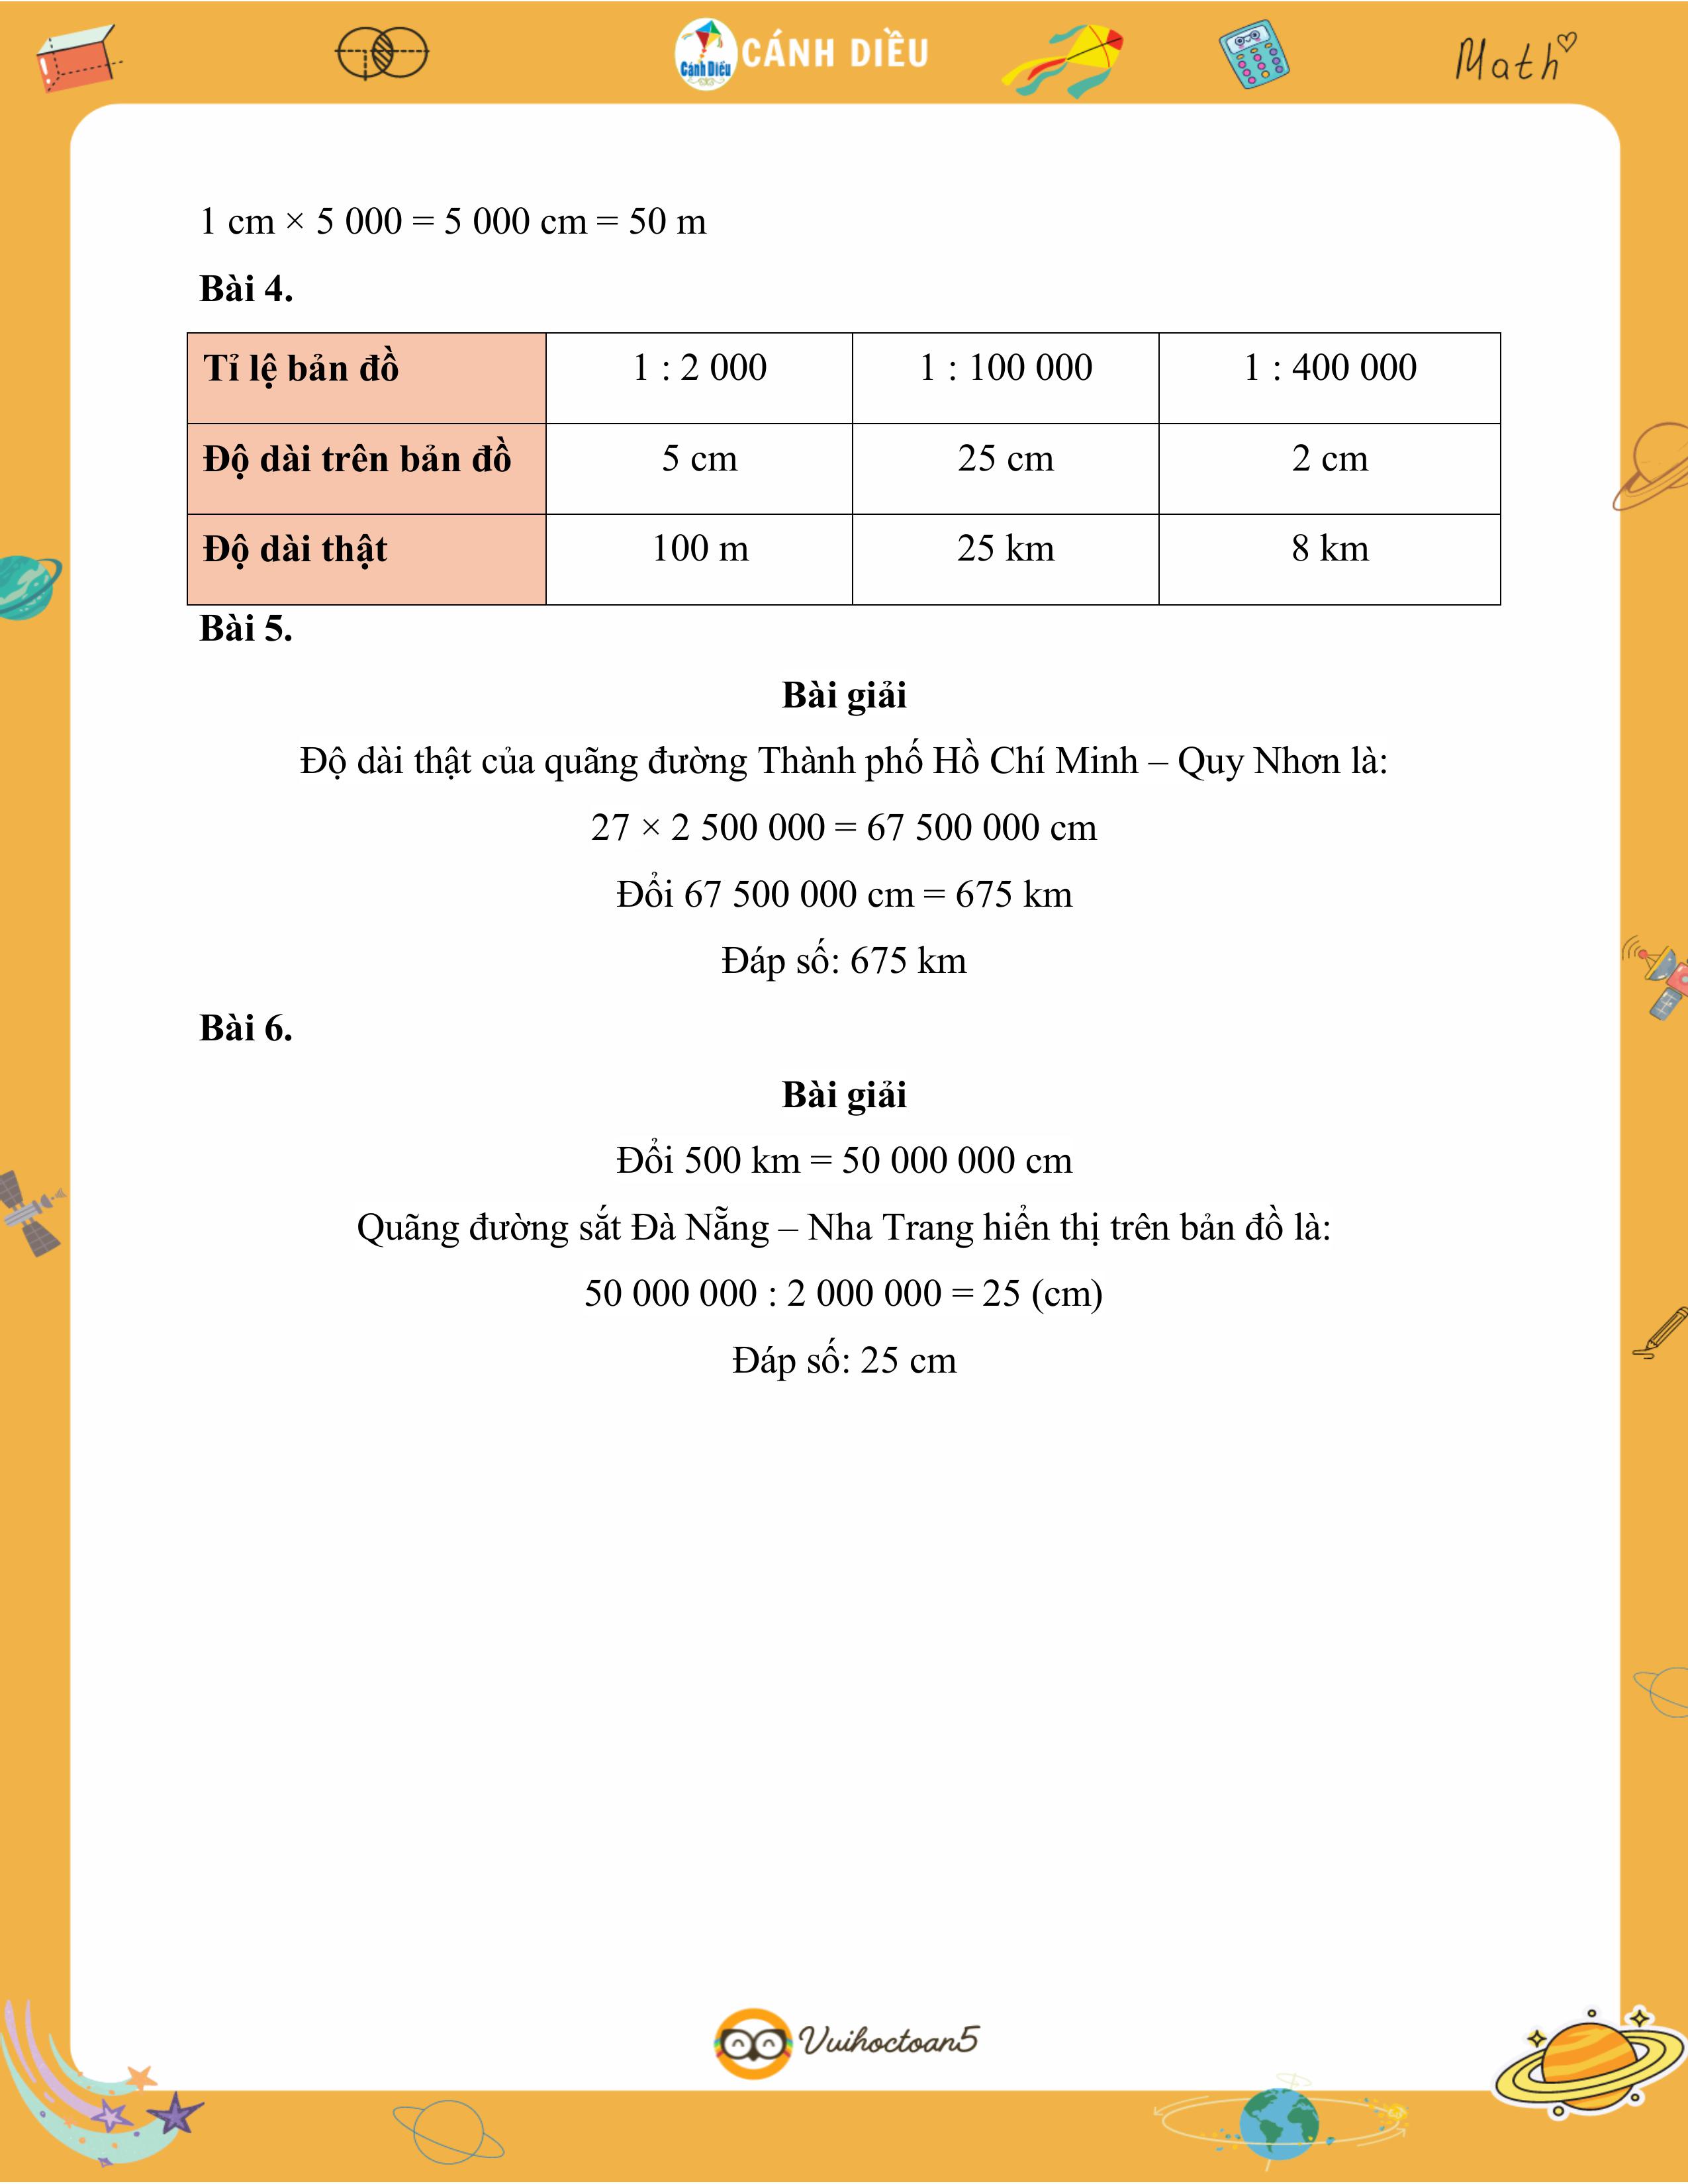 Cánh Diều
CÁNH DIỀU
Math
1 cm × 5 000 = 5 000 cm = 50 m
Bài 4.
Tỉ lệ bản đồ 1 : 2 000 1 : 100 000 1 : 400 000
Độ dài trên bản đồ 5 cm 25 cm 2 cm
Độ dài thật 100 m 25 km 8 km
Bài 5.
Bài giải
Độ dài thật của quãng đường Thành phố Hồ Chí Minh – Quy Nhơn là:
27 × 2 500 000 = 67 500 000 cm
Đổi 67 500 000 cm = 675 km
Đáp số: 675 km
Bài 6.
Bài giải
Đổi 500 km = 50 000 000 cm
Quãng đường sắt Đà Nẵng – Nha Trang hiển thị trên bản đồ là:
50 000 000 : 2 000 000 = 25 (cm)
Đáp số: 25 cm
Vuihoctoan5